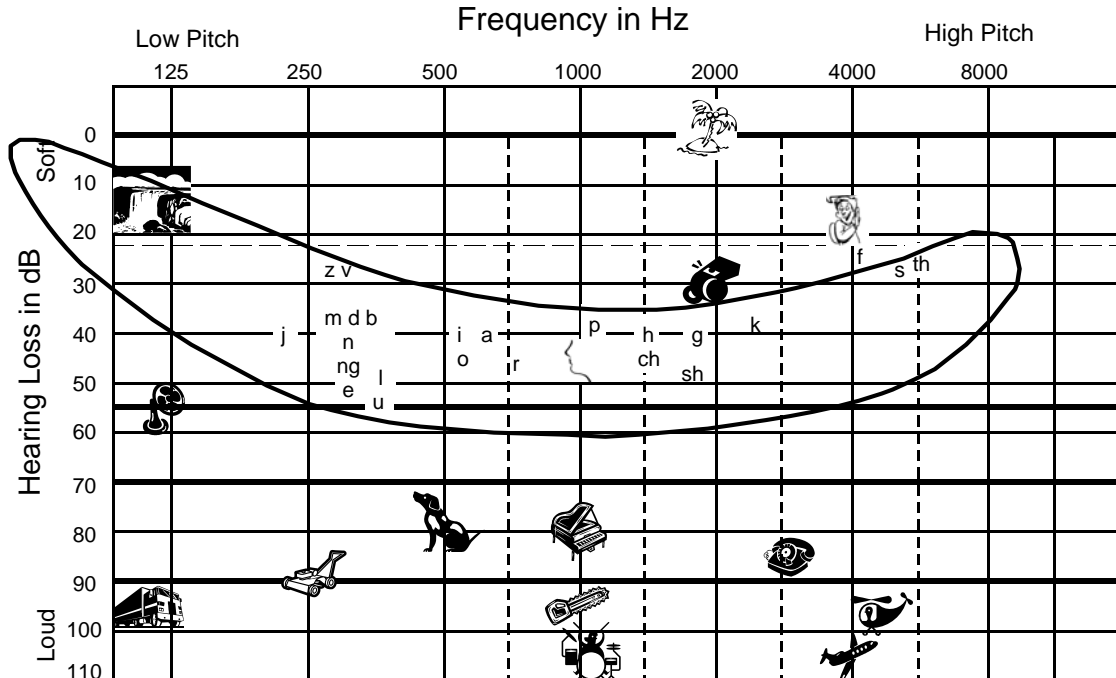 Frequency in Hz
Low Pitch High Pitch
125 250 500 1000 2000 4000 8000
Hearing Loss in dB
Soft
0
10
20
f
th
s
z v
30
m d b
p
k
40
j
i a
h
g
n
ng
o
r
ch
sh
l
e
50
u
60
70
80
90
Loud
100
110